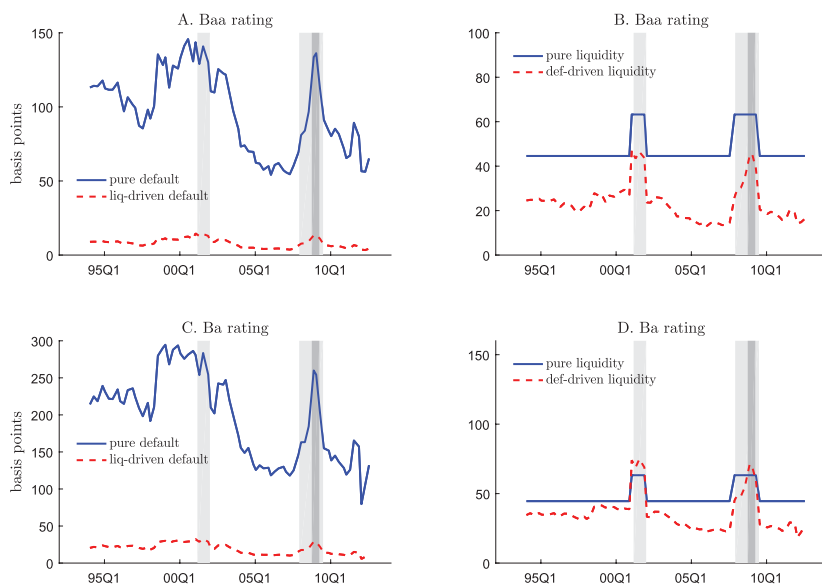 A. Baa rating
basis points
150
100
50
0
pure default
liq-driven default
95Q1 00Q1 05Q1 10Q1
B. Baa rating
100
80
60
40
20
0
pure liquidity
def-driven liquidity
95Q1 00Q1 05Q1 10Q1
C. Ba rating
basis points
300
250
200
150
100
50
0
pure default
liq-driven default
95Q1 00Q1 05Q1 10Q1
D. Ba rating
150
100
50
0
pure liquidity
def-driven liquidity
95Q1 00Q1 05Q1 10Q1